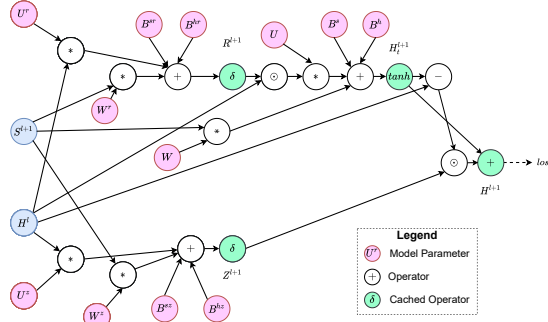 U^r
B^{sr} B^{hr} R^{l+1} U B^s B^h H_t^{l+1}
* * + δ ⊙ * + tanh −
W^r
S^{l+1} * W
⊙ + los
H^{l+1}
H^l
* * + δ
Z^{l+1}
U^z W^z B^{sz} B^{hz}
Legend
U^r Model Parameter
+ Operator
δ Cached Operator